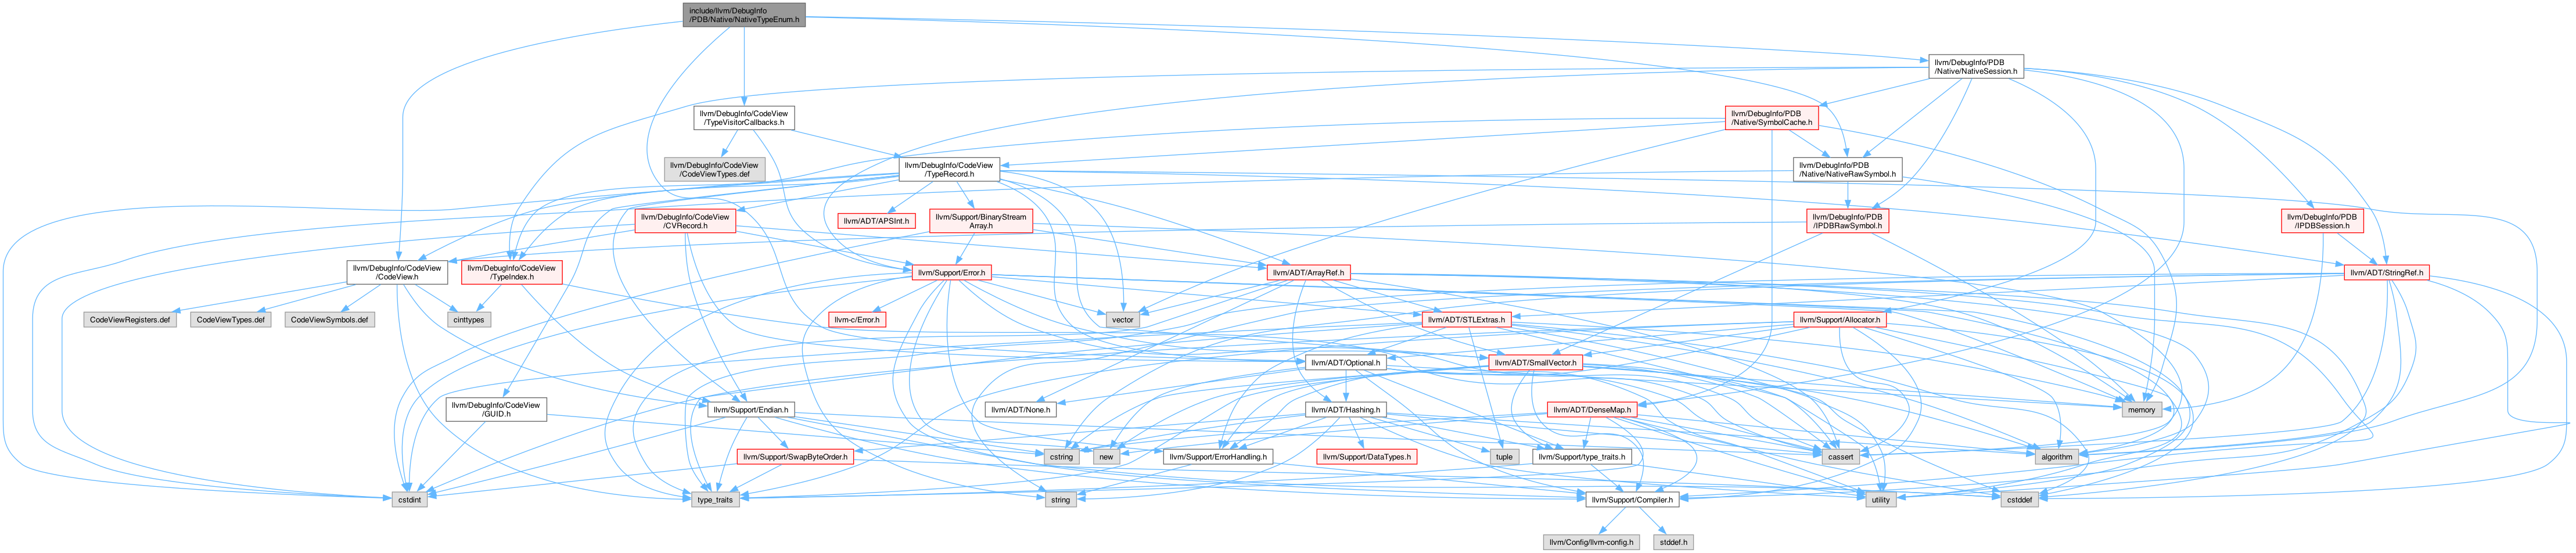 include/llvm/DebugInfo
/PDB/Native/NativeTypeEnum.h
llvm/DebugInfo/PDB
/Native/NativeSession.h
llvm/DebugInfo/CodeView
/TypeVisitorCallbacks.h
llvm/DebugInfo/PDB
/Native/SymbolCache.h
llvm/DebugInfo/CodeView
/CodeViewTypes.def
llvm/DebugInfo/CodeView
/TypeRecord.h
llvm/DebugInfo/PDB
/Native/NativeRawSymbol.h
llvm/DebugInfo/CodeView
/CVRecord.h
llvm/ADT/APSInt.h
llvm/Support/BinaryStream
Array.h
llvm/DebugInfo/PDB
/IPDBRawSymbol.h
llvm/DebugInfo/PDB
/IPDBSession.h
llvm/DebugInfo/CodeView
/CodeView.h
llvm/DebugInfo/CodeView
/TypeIndex.h
llvm/Support/Error.h
llvm/ADT/ArrayRef.h
llvm/ADT/StringRef.h
CodeViewRegisters.def
CodeViewTypes.def
CodeViewSymbols.def
cinttypes
llvm-c/Error.h
vector
llvm/ADT/STLExtras.h
llvm/Support/Allocator.h
llvm/ADT/Optional.h
llvm/ADT/SmallVector.h
llvm/DebugInfo/CodeView
/GUID.h
llvm/Support/Endian.h
llvm/ADT/None.h
llvm/ADT/Hashing.h
llvm/ADT/DenseMap.h
memory
llvm/Support/SwapByteOrder.h
cstring
new
llvm/Support/ErrorHandling.h
llvm/Support/DataTypes.h
tuple
llvm/Support/type_traits.h
cassert
algorithm
cstdint
type_traits
string
llvm/Support/Compiler.h
utility
cstddef
llvm/Config/llvm-config.h
stddef.h